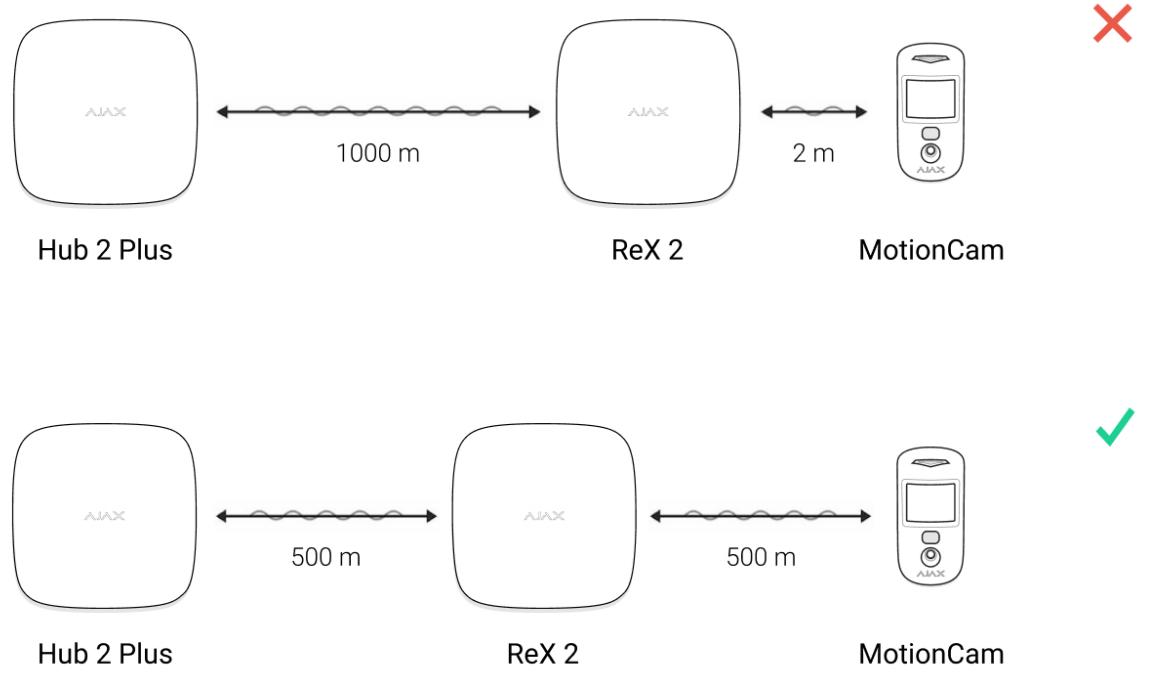 AJAX
AJAX
AJAX
1000 m
2 m
Hub 2 Plus
ReX 2
MotionCam
AJAX
AJAX
AJAX
500 m
500 m
Hub 2 Plus
ReX 2
MotionCam